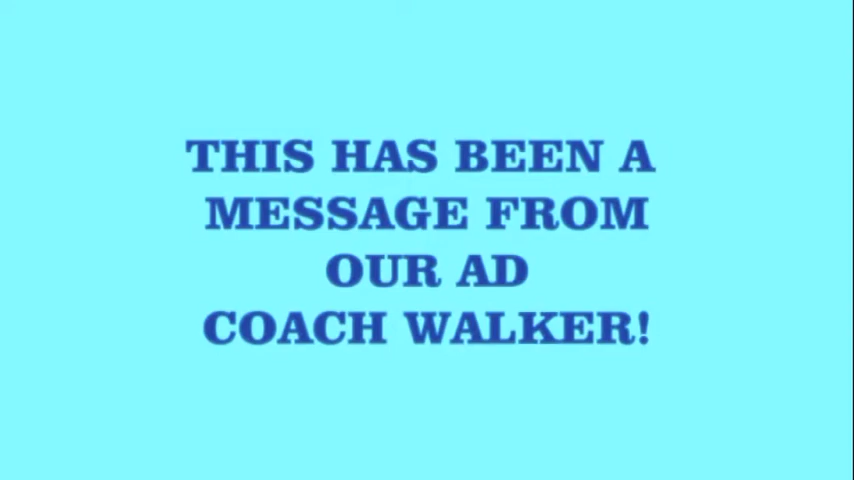 THIS HAS BEEN A
MESSAGE FROM
OUR AD
COACH WALKER!